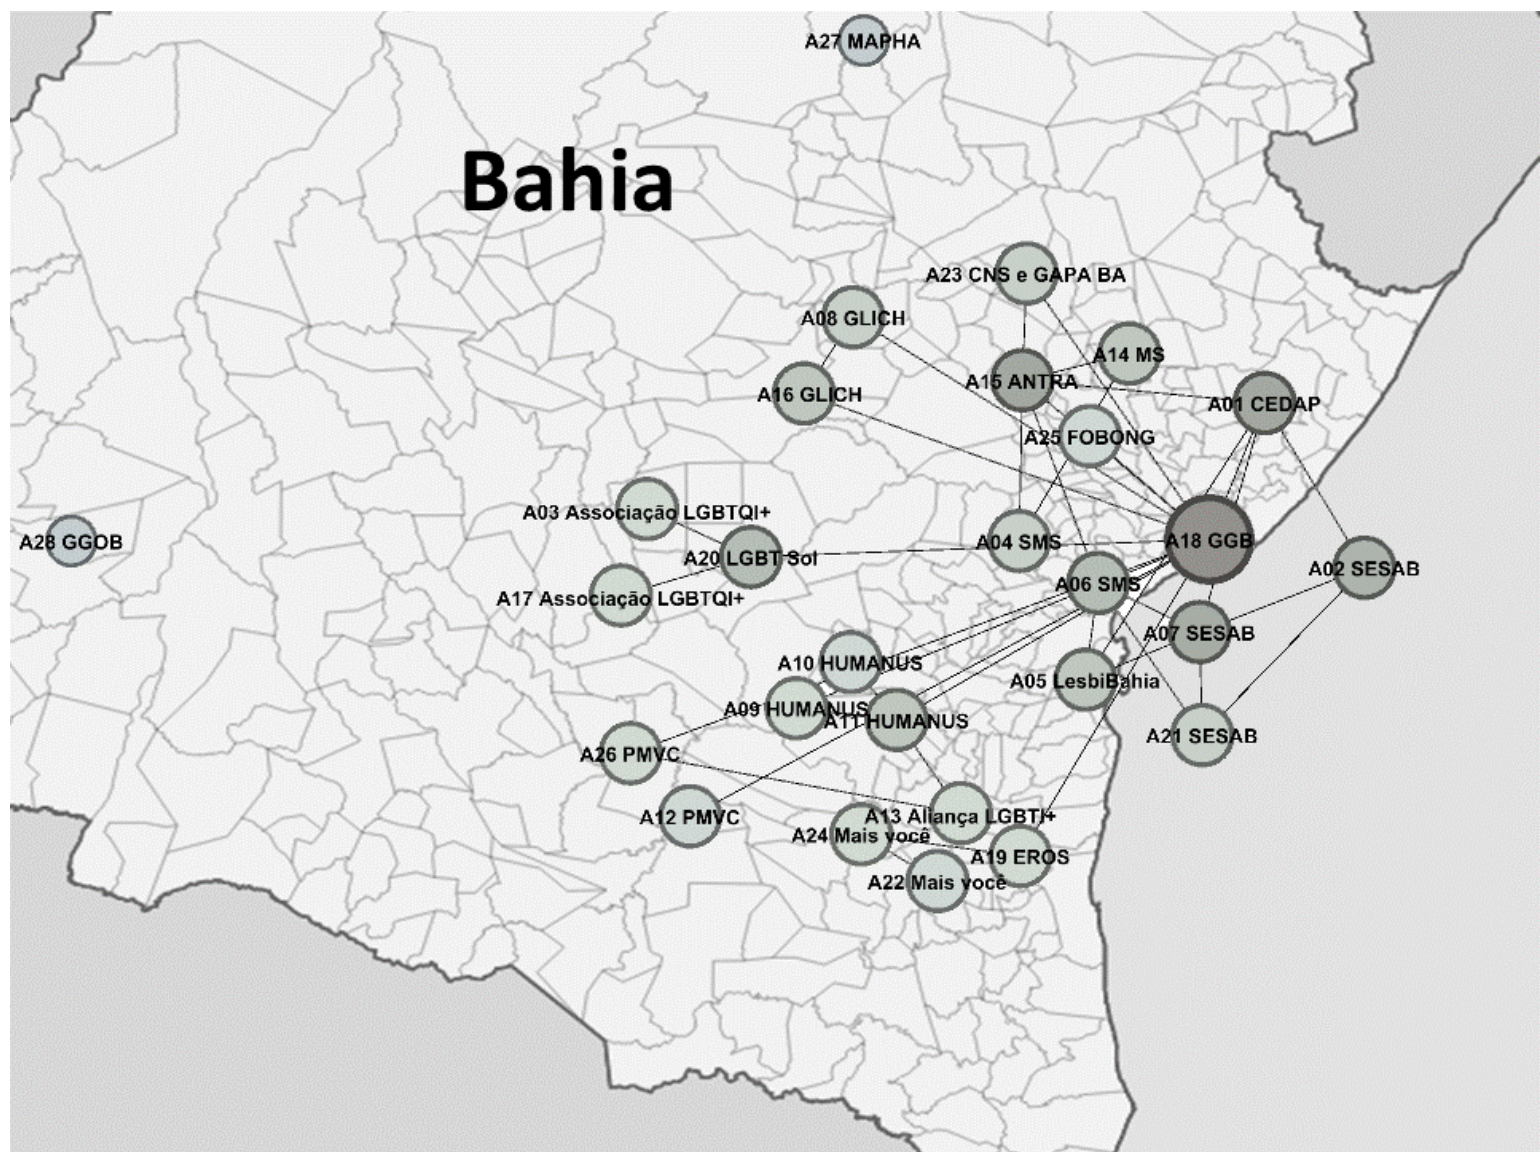 A27 MAPHA
Bahia
A23 CNS e GAPA BA
A08 GLICH
A14 MS
A15 ANTRA
A16 GLICH
A01 CEDAP
A25 FOBONG
A03 Associação LGBTQI+
A28 GGOB
A04 SMS
A18 GGB
A20 LGBT Sol
A02 SESAB
A06 SMS
A17 Associação LGBTQI+
A07 SESAB
A10 HUMANUS
A05 LesbiBahia
A09 HUMANUS
A11 HUMANUS
A21 SESAB
A26 PMVC
A12 PMVC
A13 Aliança LGBTI+
A24 Mais você
A19 EROS
A22 Mais você